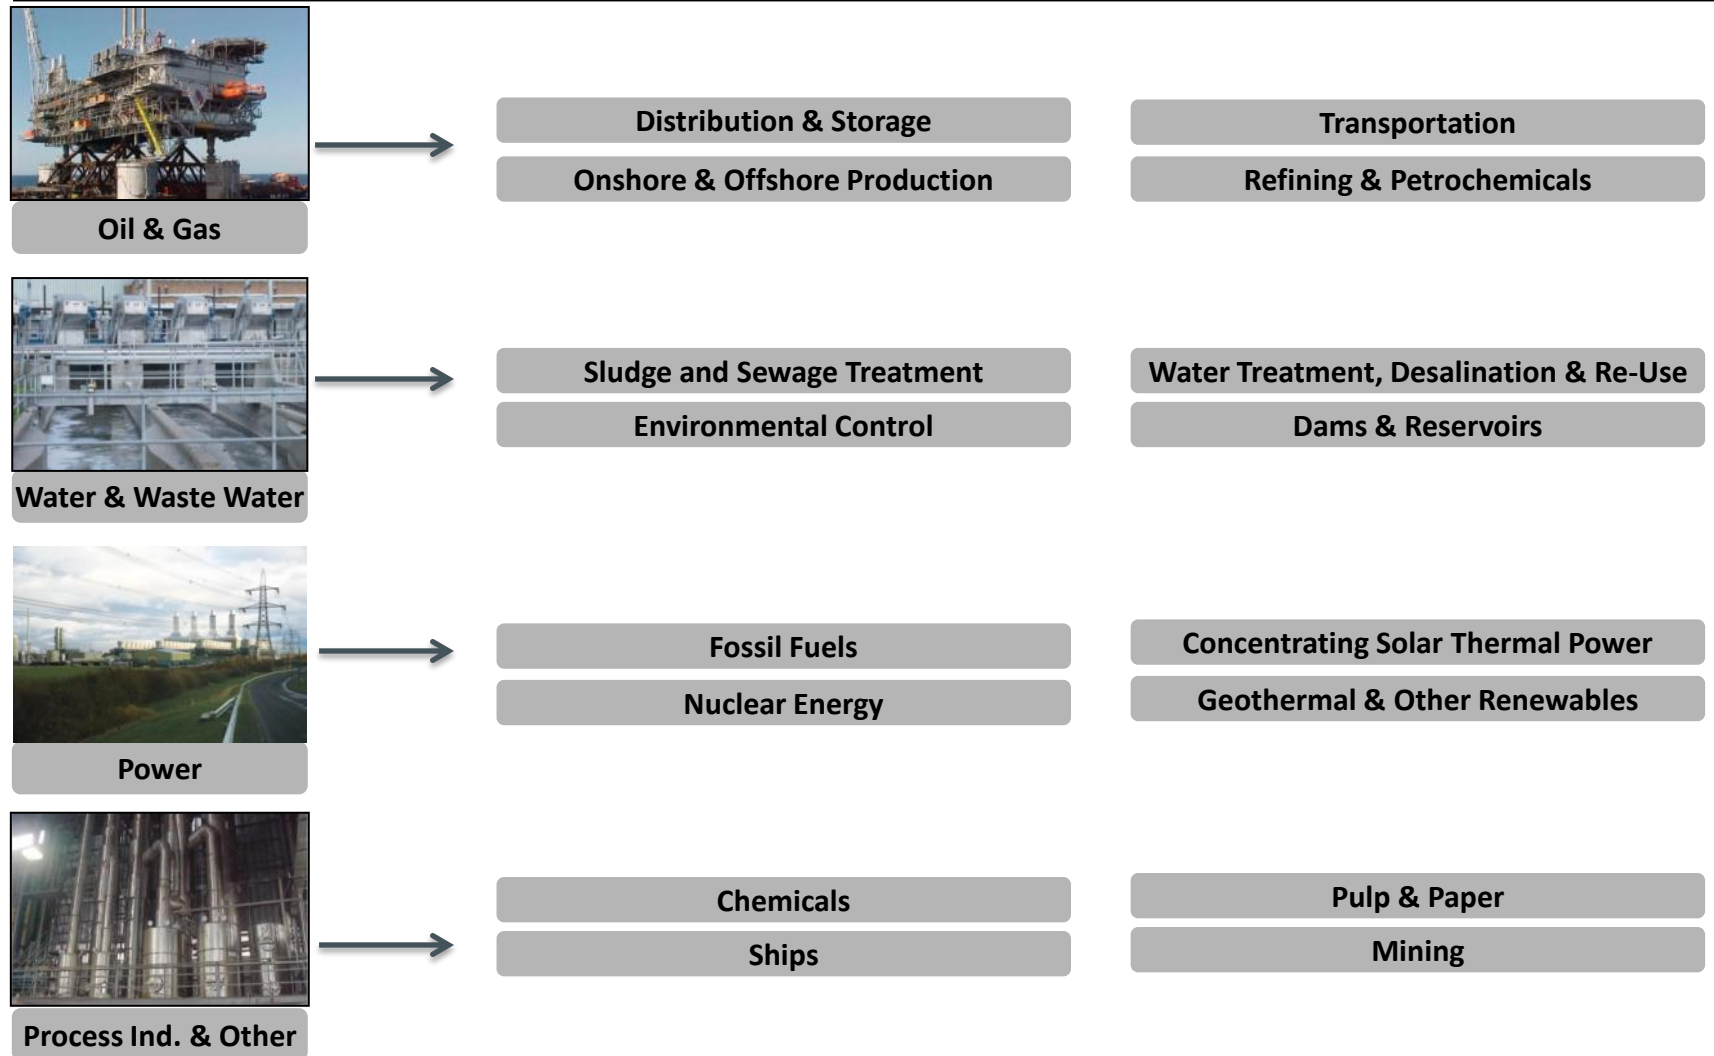 Distribution & Storage
Transportation
Onshore & Offshore Production
Refining & Petrochemicals
Oil & Gas
Sludge and Sewage Treatment
Water Treatment, Desalination & Re-Use
Environmental Control
Dams & Reservoirs
Water & Waste Water
Fossil Fuels
Concentrating Solar Thermal Power
Nuclear Energy
Geothermal & Other Renewables
Power
Chemicals
Pulp & Paper
Ships
Mining
Process Ind. & Other